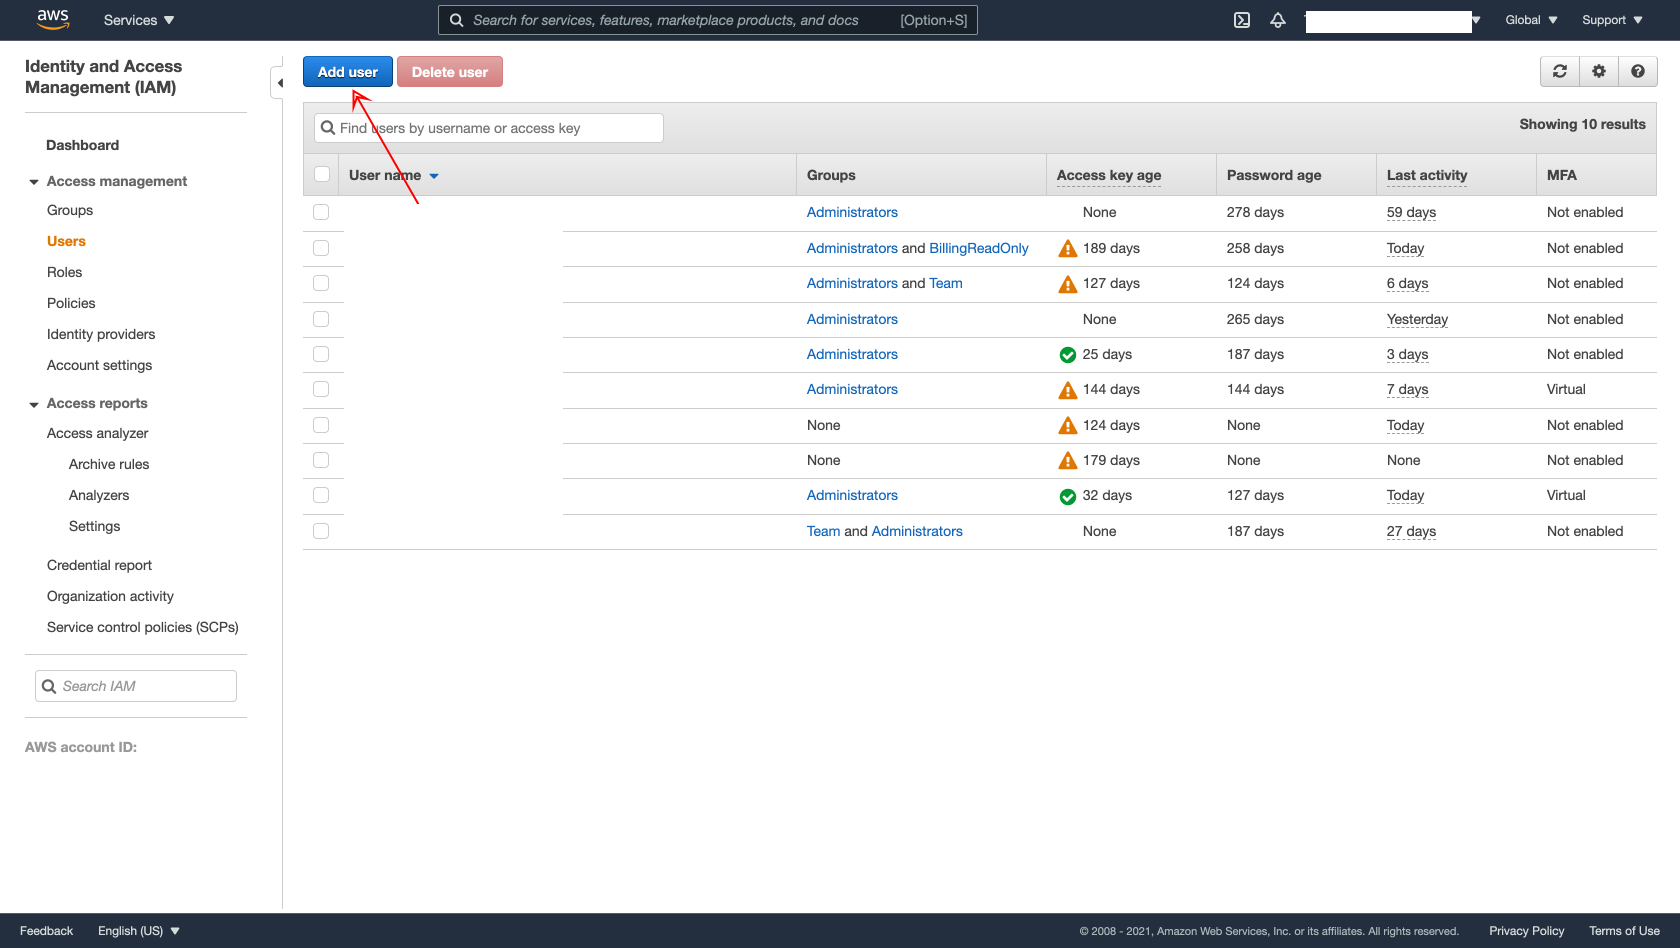 aws
Services
Search for services, features, marketplace products, and docs [Option+S]
Global
Support
Identity and Access
Management (IAM)
Dashboard
Access management
Groups
Users
Roles
Policies
Identity providers
Account settings
Access reports
Access analyzer
Archive rules
Analyzers
Settings
Credential report
Organization activity
Service control policies (SCPs)
Search IAM
AWS account ID:
Add user Delete user
Find users by username or access key
Showing 10 results
User name Groups Access key age Password age Last activity MFA
Administrators None 278 days 59 days Not enabled
Administrators and BillingReadOnly 189 days 258 days Today Not enabled
Administrators and Team 127 days 124 days 6 days Not enabled
Administrators None 265 days Yesterday Not enabled
Administrators 25 days 187 days 3 days Not enabled
Administrators 144 days 144 days 7 days Virtual
None 124 days None Today Not enabled
None 179 days None None Not enabled
Administrators 32 days 127 days Today Virtual
Team and Administrators None 187 days 27 days Not enabled
Feedback English (US) © 2008 - 2021, Amazon Web Services, Inc. or its affiliates. All rights reserved. Privacy Policy Terms of Use